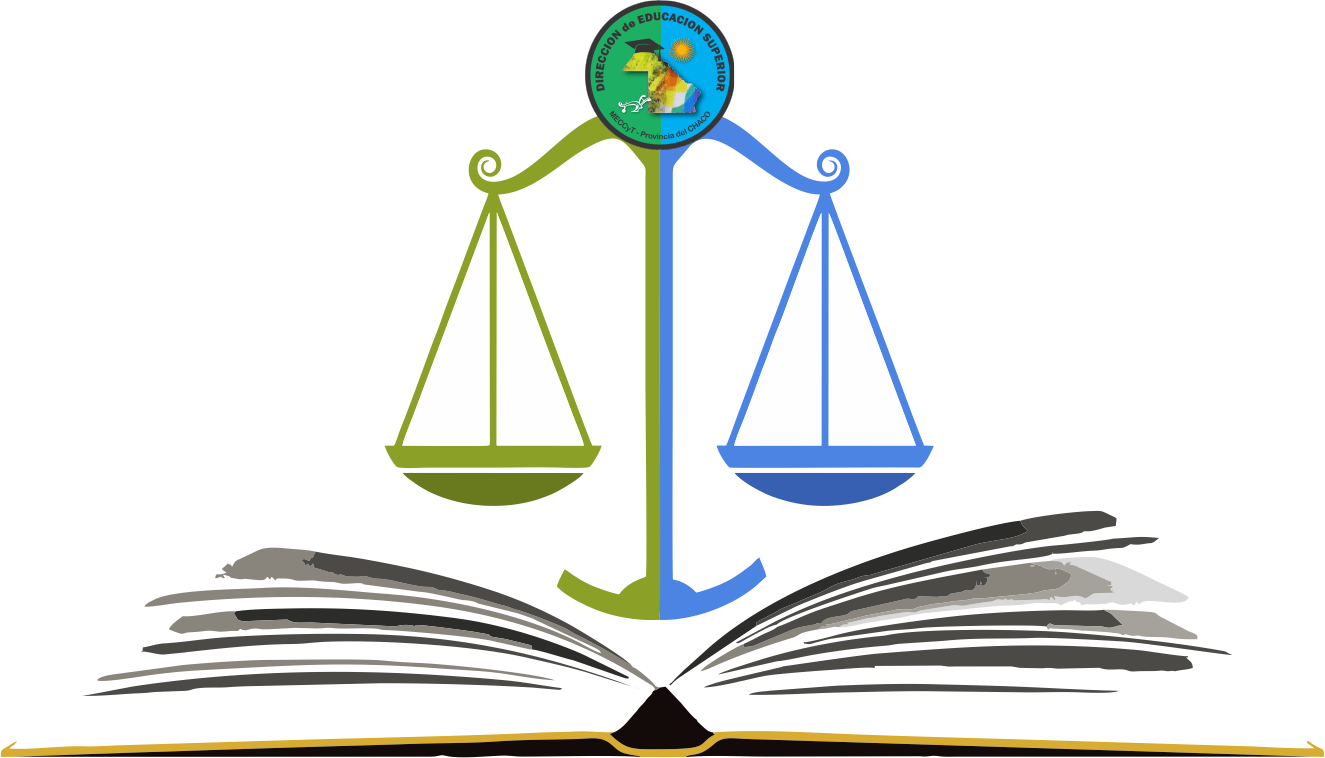 DIRECCION de EDUCACION SUPERIOR
MECCyT - Provincia del CHACO